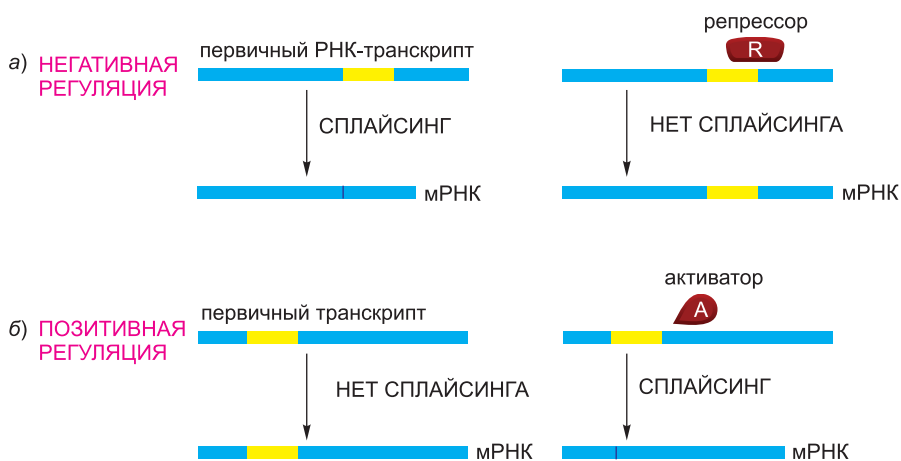 репрессор
а) НЕГАТИВНАЯ РЕГУЛЯЦИЯ
первичный РНК-транскрипт
R
СПЛАЙСИНГ
НЕТ СПЛАЙСИНГА
мРНК
мРНК
активатор
б) ПОЗИТИВНАЯ РЕГУЛЯЦИЯ
первичный транскрипт
A
НЕТ СПЛАЙСИНГА
СПЛАЙСИНГ
мРНК
мРНК